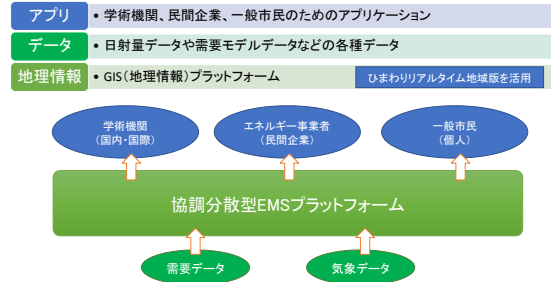 アプリ
• 学術機関、民間企業、一般市民のためのアプリケーション
データ
• 日射量データや需要モデルデータなどの各種データ
地理情報
• GIS(地理情報)プラットフォーム
ひまわりリアルタイム地域版を活用
学術機関
(国内・国際)
エネルギー事業者
(民間企業)
一般市民
(個人)
協調分散型EMSプラットフォーム
需要データ
気象データ